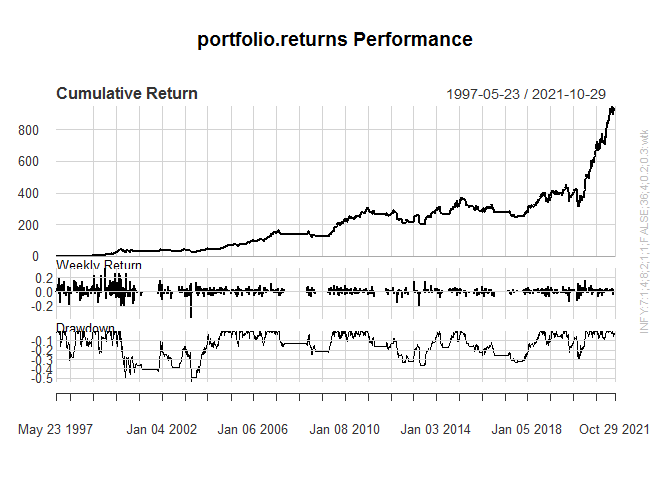 portfolio.returns Performance
Cumulative Return 1997-05-23 / 2021-10-29
800
600
400
200
0
Weekly Return
0.2
0.0
-0.2
Drawdown
-0.1
-0.2
-0.3
-0.4
-0.5
May 23 1997 Jan 04 2002 Jan 06 2006 Jan 08 2010 Jan 03 2014 Jan 05 2018 Oct 29 2021